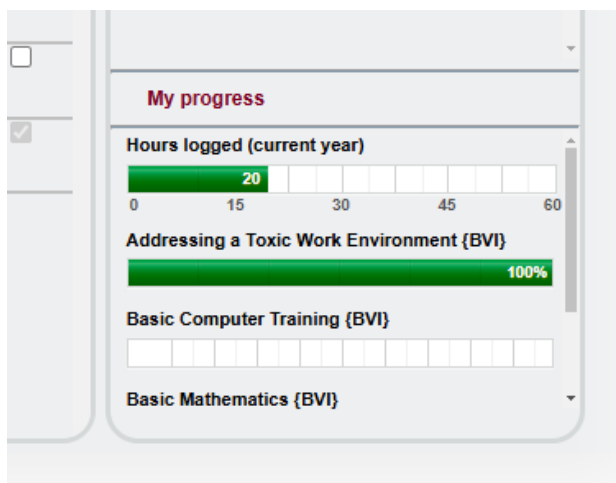 My progress
Hours logged (current year)
20
0 15 30 45 60
Addressing a Toxic Work Environment {BVI}
100%
Basic Computer Training {BVI}
Basic Mathematics {BVI}